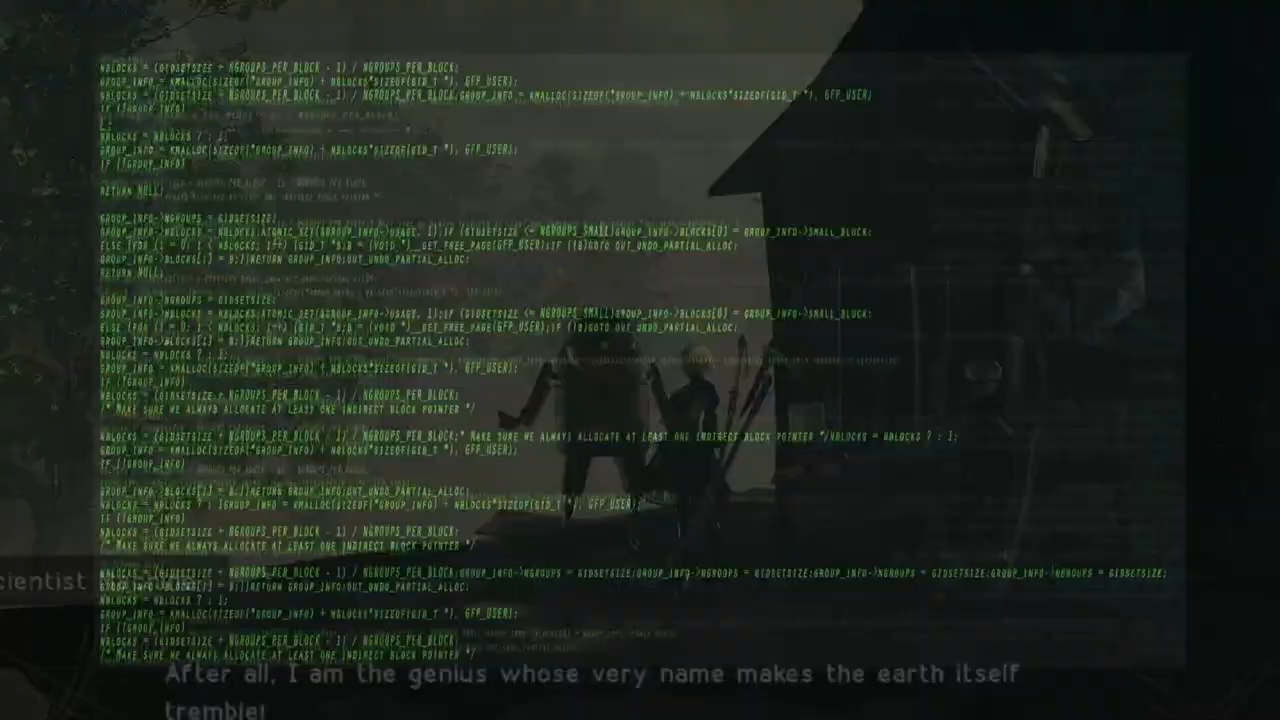 NBLOCKS = (GIDSETSIZE + NGROUPS_PER_BLOCK - 1) / NGROUPS_PER_BLOCK;
GROUP_INFO = KMALLOC(SIZEOF(*GROUP_INFO) + NBLOCKS*SIZEOF(GID_T *), GFP_USER);
NBLOCKS = (GIDSETSIZE + NGROUPS_PER_BLOCK - 1) / NGROUPS_PER_BLOCK;GROUP_INFO = KMALLOC(SIZEOF(*GROUP_INFO) + NBLOCKS*SIZEOF(GID_T *), GFP_USER);
IF (!GROUP_INFO)
NBLOCKS = NBLOCKS ? : 1;
GROUP_INFO = KMALLOC(SIZEOF(*GROUP_INFO) + NBLOCKS*SIZEOF(GID_T *), GFP_USER);
IF (!GROUP_INFO)
RETURN NULL;
GROUP_INFO->NGROUPS = GIDSETSIZE;
GROUP_INFO->NBLOCKS = NBLOCKS;ATOMIC_SET(&GROUP_INFO->USAGE, 1);IF (GIDSETSIZE <= NGROUPS_SMALL)GROUP_INFO->BLOCKS[0] = GROUP_INFO->SMALL_BLOCK;
ELSE {FOR (I = 0; I < NBLOCKS; I++) {GID_T *B;B = (VOID *)__GET_FREE_PAGE(GFP_USER);IF (!B)GOTO OUT_UNDO_PARTIAL_ALLOC;
GROUP_INFO->BLOCKS[I] = B;}}RETURN GROUP_INFO;OUT_UNDO_PARTIAL_ALLOC:
RETURN NULL;
GROUP_INFO->NGROUPS = GIDSETSIZE;
GROUP_INFO->NBLOCKS = NBLOCKS;ATOMIC_SET(&GROUP_INFO->USAGE, 1);IF (GIDSETSIZE <= NGROUPS_SMALL)GROUP_INFO->BLOCKS[0] = GROUP_INFO->SMALL_BLOCK;
ELSE {FOR (I = 0; I < NBLOCKS; I++) {GID_T *B;B = (VOID *)__GET_FREE_PAGE(GFP_USER);IF (!B)GOTO OUT_UNDO_PARTIAL_ALLOC;
GROUP_INFO->BLOCKS[I] = B;}}RETURN GROUP_INFO;OUT_UNDO_PARTIAL_ALLOC:
NBLOCKS = NBLOCKS ? : 1;
GROUP_INFO = KMALLOC(SIZEOF(*GROUP_INFO) + NBLOCKS*SIZEOF(GID_T *), GFP_USER);
IF (!GROUP_INFO)
NBLOCKS = (GIDSETSIZE + NGROUPS_PER_BLOCK - 1) / NGROUPS_PER_BLOCK;
/* MAKE SURE WE ALWAYS ALLOCATE AT LEAST ONE INDIRECT BLOCK POINTER */
NBLOCKS = (GIDSETSIZE + NGROUPS_PER_BLOCK - 1) / NGROUPS_PER_BLOCK;* MAKE SURE WE ALWAYS ALLOCATE AT LEAST ONE INDIRECT BLOCK POINTER */NBLOCKS = NBLOCKS ? : 1;
GROUP_INFO = KMALLOC(SIZEOF(*GROUP_INFO) + NBLOCKS*SIZEOF(GID_T *), GFP_USER);
IF (!GROUP_INFO)
GROUP_INFO->BLOCKS[I] = B;}}RETURN GROUP_INFO;OUT_UNDO_PARTIAL_ALLOC:
NBLOCKS = NBLOCKS ? : 1GROUP_INFO = KMALLOC(SIZEOF(*GROUP_INFO) + NBLOCKS*SIZEOF(GID_T *), GFP_USER);
IF (!GROUP_INFO)
NBLOCKS = (GIDSETSIZE + NGROUPS_PER_BLOCK - 1) / NGROUPS_PER_BLOCK;
/* MAKE SURE WE ALWAYS ALLOCATE AT LEAST ONE INDIRECT BLOCK POINTER */
NBLOCKS = (GIDSETSIZE + NGROUPS_PER_BLOCK - 1) / NGROUPS_PER_BLOCK;GROUP_INFO->NGROUPS = GIDSETSIZE;GROUP_INFO->NGROUPS = GIDSETSIZE;GROUP_INFO->NGROUPS = GIDSETSIZE;GROUP_INFO->NGROUPS = GIDSETSIZE;
cientist
GROUP_INFO->BLOCKS[I] = B;}}RETURN GROUP_INFO;OUT_UNDO_PARTIAL_ALLOC:
NBLOCKS = NBLOCKS ? : 1;
GROUP_INFO = KMALLOC(SIZEOF(*GROUP_INFO) + NBLOCKS*SIZEOF(GID_T *), GFP_USER);
IF (!GROUP_INFO)
NBLOCKS = (GIDSETSIZE + NGROUPS_PER_BLOCK - 1) / NGROUPS_PER_BLOCK;
/* MAKE SURE WE ALWAYS ALLOCATE AT LEAST ONE INDIRECT BLOCK POINTER */
After all, I am the genius whose very name makes the earth itself
tremble!